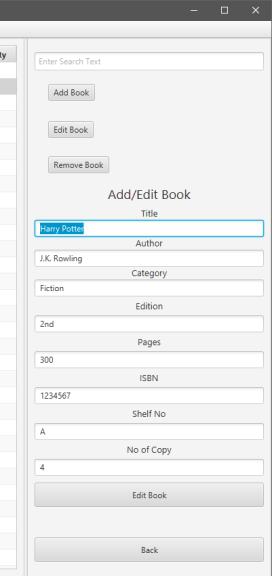 ty
Enter Search Text
Add Book
Edit Book
Remove Book
Add/Edit Book
Title
Harry Potter
Author
J.K. Rowling
Category
Fiction
Edition
2nd
Pages
300
ISBN
1234567
Shelf No
A
No of Copy
4
Edit Book
Back